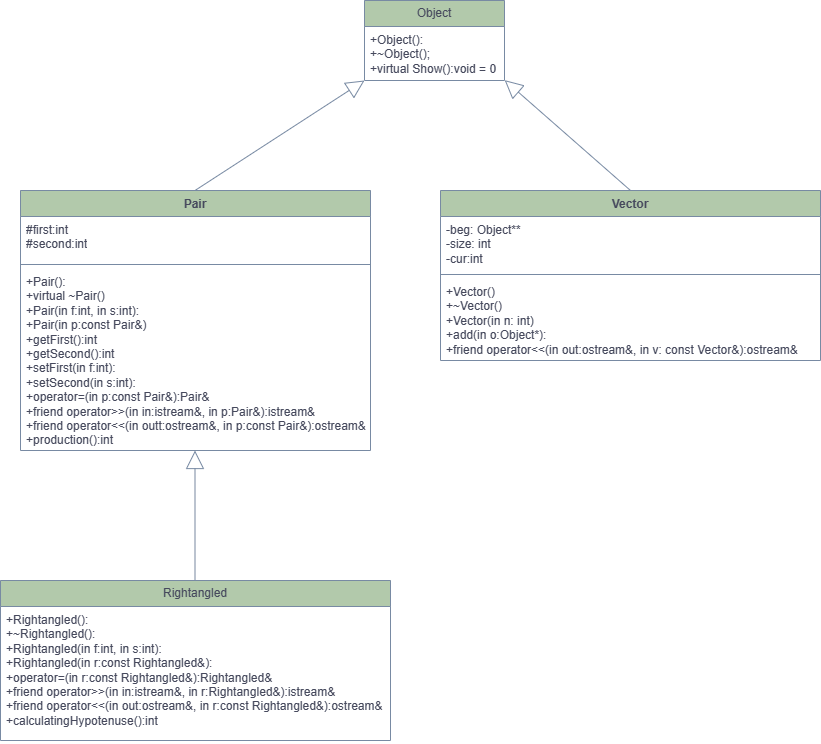 Object
+Object():
+~Object();
+virtual Show():void = 0
Pair
#first:int
#second:int
+Pair():
+virtual ~Pair()
+Pair(in f:int, in s:int):
+Pair(in p:const Pair&)
+getFirst():int
+getSecond():int
+setFirst(in f:int):
+setSecond(in s:int):
+operator=(in p:const Pair&):Pair&
+friend operator>>(in in:istream&, in p:Pair&):istream&
+friend operator<<(in outt:ostream&, in p:const Pair&):ostream&
+production():int
Vector
-beg: Object**
-size: int
-cur:int
+Vector()
+~Vector()
+Vector(in n: int)
+add(in o:Object*):
+friend operator<<(in out:ostream&, in v: const Vector&):ostream&
Rightangled
+Rightangled():
+~Rightangled():
+Rightangled(in f:int, in s:int):
+Rightangled(in r:const Rightangled&):
+operator=(in r:const Rightangled&):Rightangled&
+friend operator>>(in in:istream&, in r:Rightangled&):istream&
+friend operator<<(in out:ostream&, in r:const Rightangled&):ostream&
+calculatingHypotenuse():int